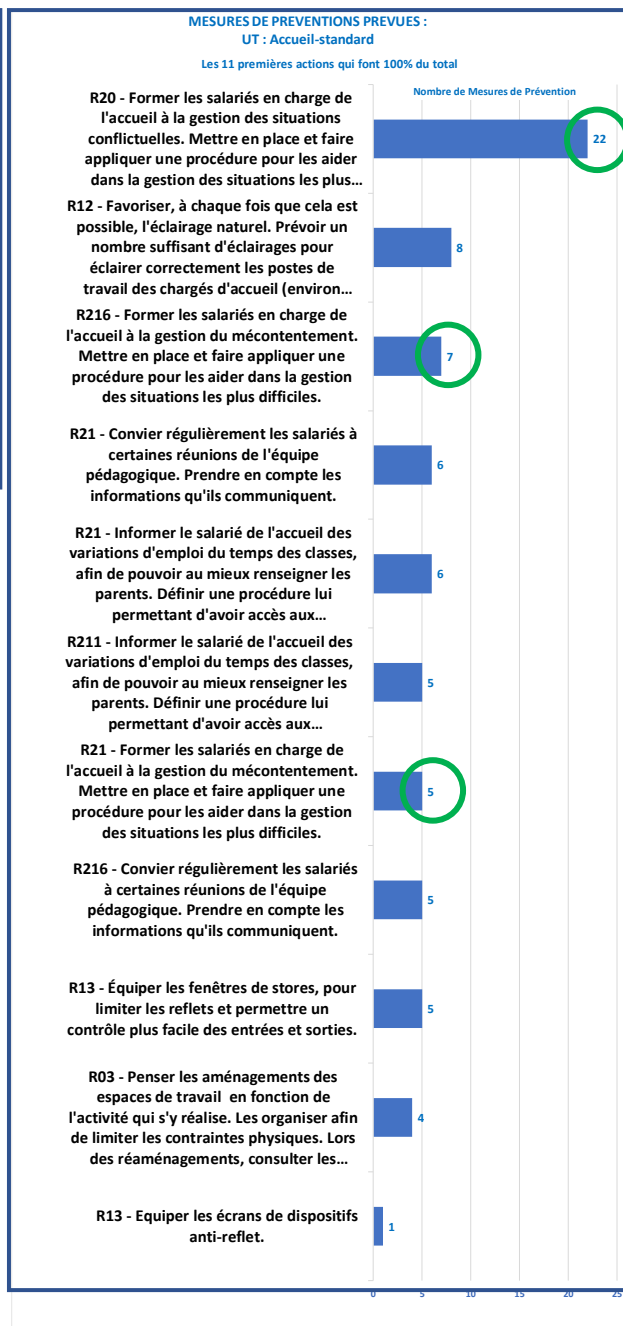 MESURES DE PREVENTIONS PREVUES :
UT : Accueil-standard
Les 11 premières actions qui font 100% du total
Nombre de Mesures de Prévention
R20 - Former les salariés en charge de
l'accueil à la gestion des situations
conflictuelles. Mettre en place et faire
appliquer une procédure pour les aider
dans la gestion des situations les plus...
22
R12 - Favoriser, à chaque fois que cela est
possible, l'éclairage naturel. Prévoir un
nombre suffisant d'éclairages pour
éclairer correctement les postes de
travail des chargés d'accueil (environ...
8
R216 - Former les salariés en charge de
l'accueil à la gestion du mécontentement.
Mettre en place et faire appliquer une
procédure pour les aider dans la gestion
des situations les plus difficiles.
7
R21 - Convier régulièrement les salariés à
certaines réunions de l'équipe
pédagogique. Prendre en compte les
informations qu'ils communiquent.
6
R21 - Informer le salarié de l'accueil des
variations d'emploi du temps des classes,
afin de pouvoir au mieux renseigner les
parents. Définir une procédure lui
permettant d'avoir accès aux...
6
R211 - Informer le salarié de l'accueil des
variations d'emploi du temps des classes,
afin de pouvoir au mieux renseigner les
parents. Définir une procédure lui
permettant d'avoir accès aux...
5
R21 - Former les salariés en charge de
l'accueil à la gestion du mécontentement.
Mettre en place et faire appliquer une
procédure pour les aider dans la gestion
des situations les plus difficiles.
5
R216 - Convier régulièrement les salariés
à certaines réunions de l'équipe
pédagogique. Prendre en compte les
informations qu'ils communiquent.
5
R13 - Équiper les fenêtres de stores, pour
limiter les reflets et permettre un
contrôle plus facile des entrées et sorties.
5
R03 - Penser les aménagements des
espaces de travail en fonction de
l'activité qui s'y réalise. Les organiser afin
de limiter les contraintes physiques. Lors
des réaménagements, consulter les...
4
R13 - Equiper les écrans de dispositifs
anti-reflet.
1
0 5 10 15 20 25